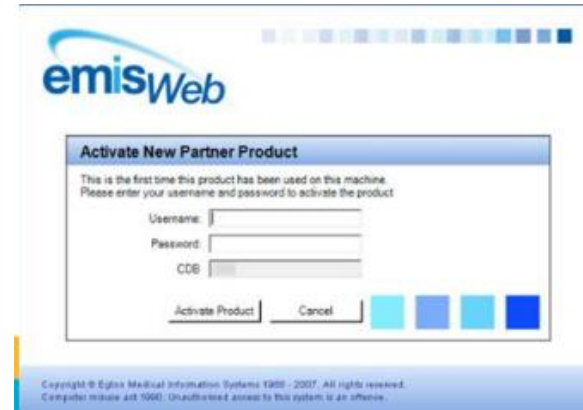 emisWeb
Activate New Partner Product
This is the first time this product has been used on this machine.
Please enter your username and password to activate the product
Username:
Password:
CDB
Activate Product
Cancel
Copyright © Egton Medical Information Systems 1988 - 2007. All rights reserved.
Computer misuse act 1990. Unauthorised access to this system is an offence.